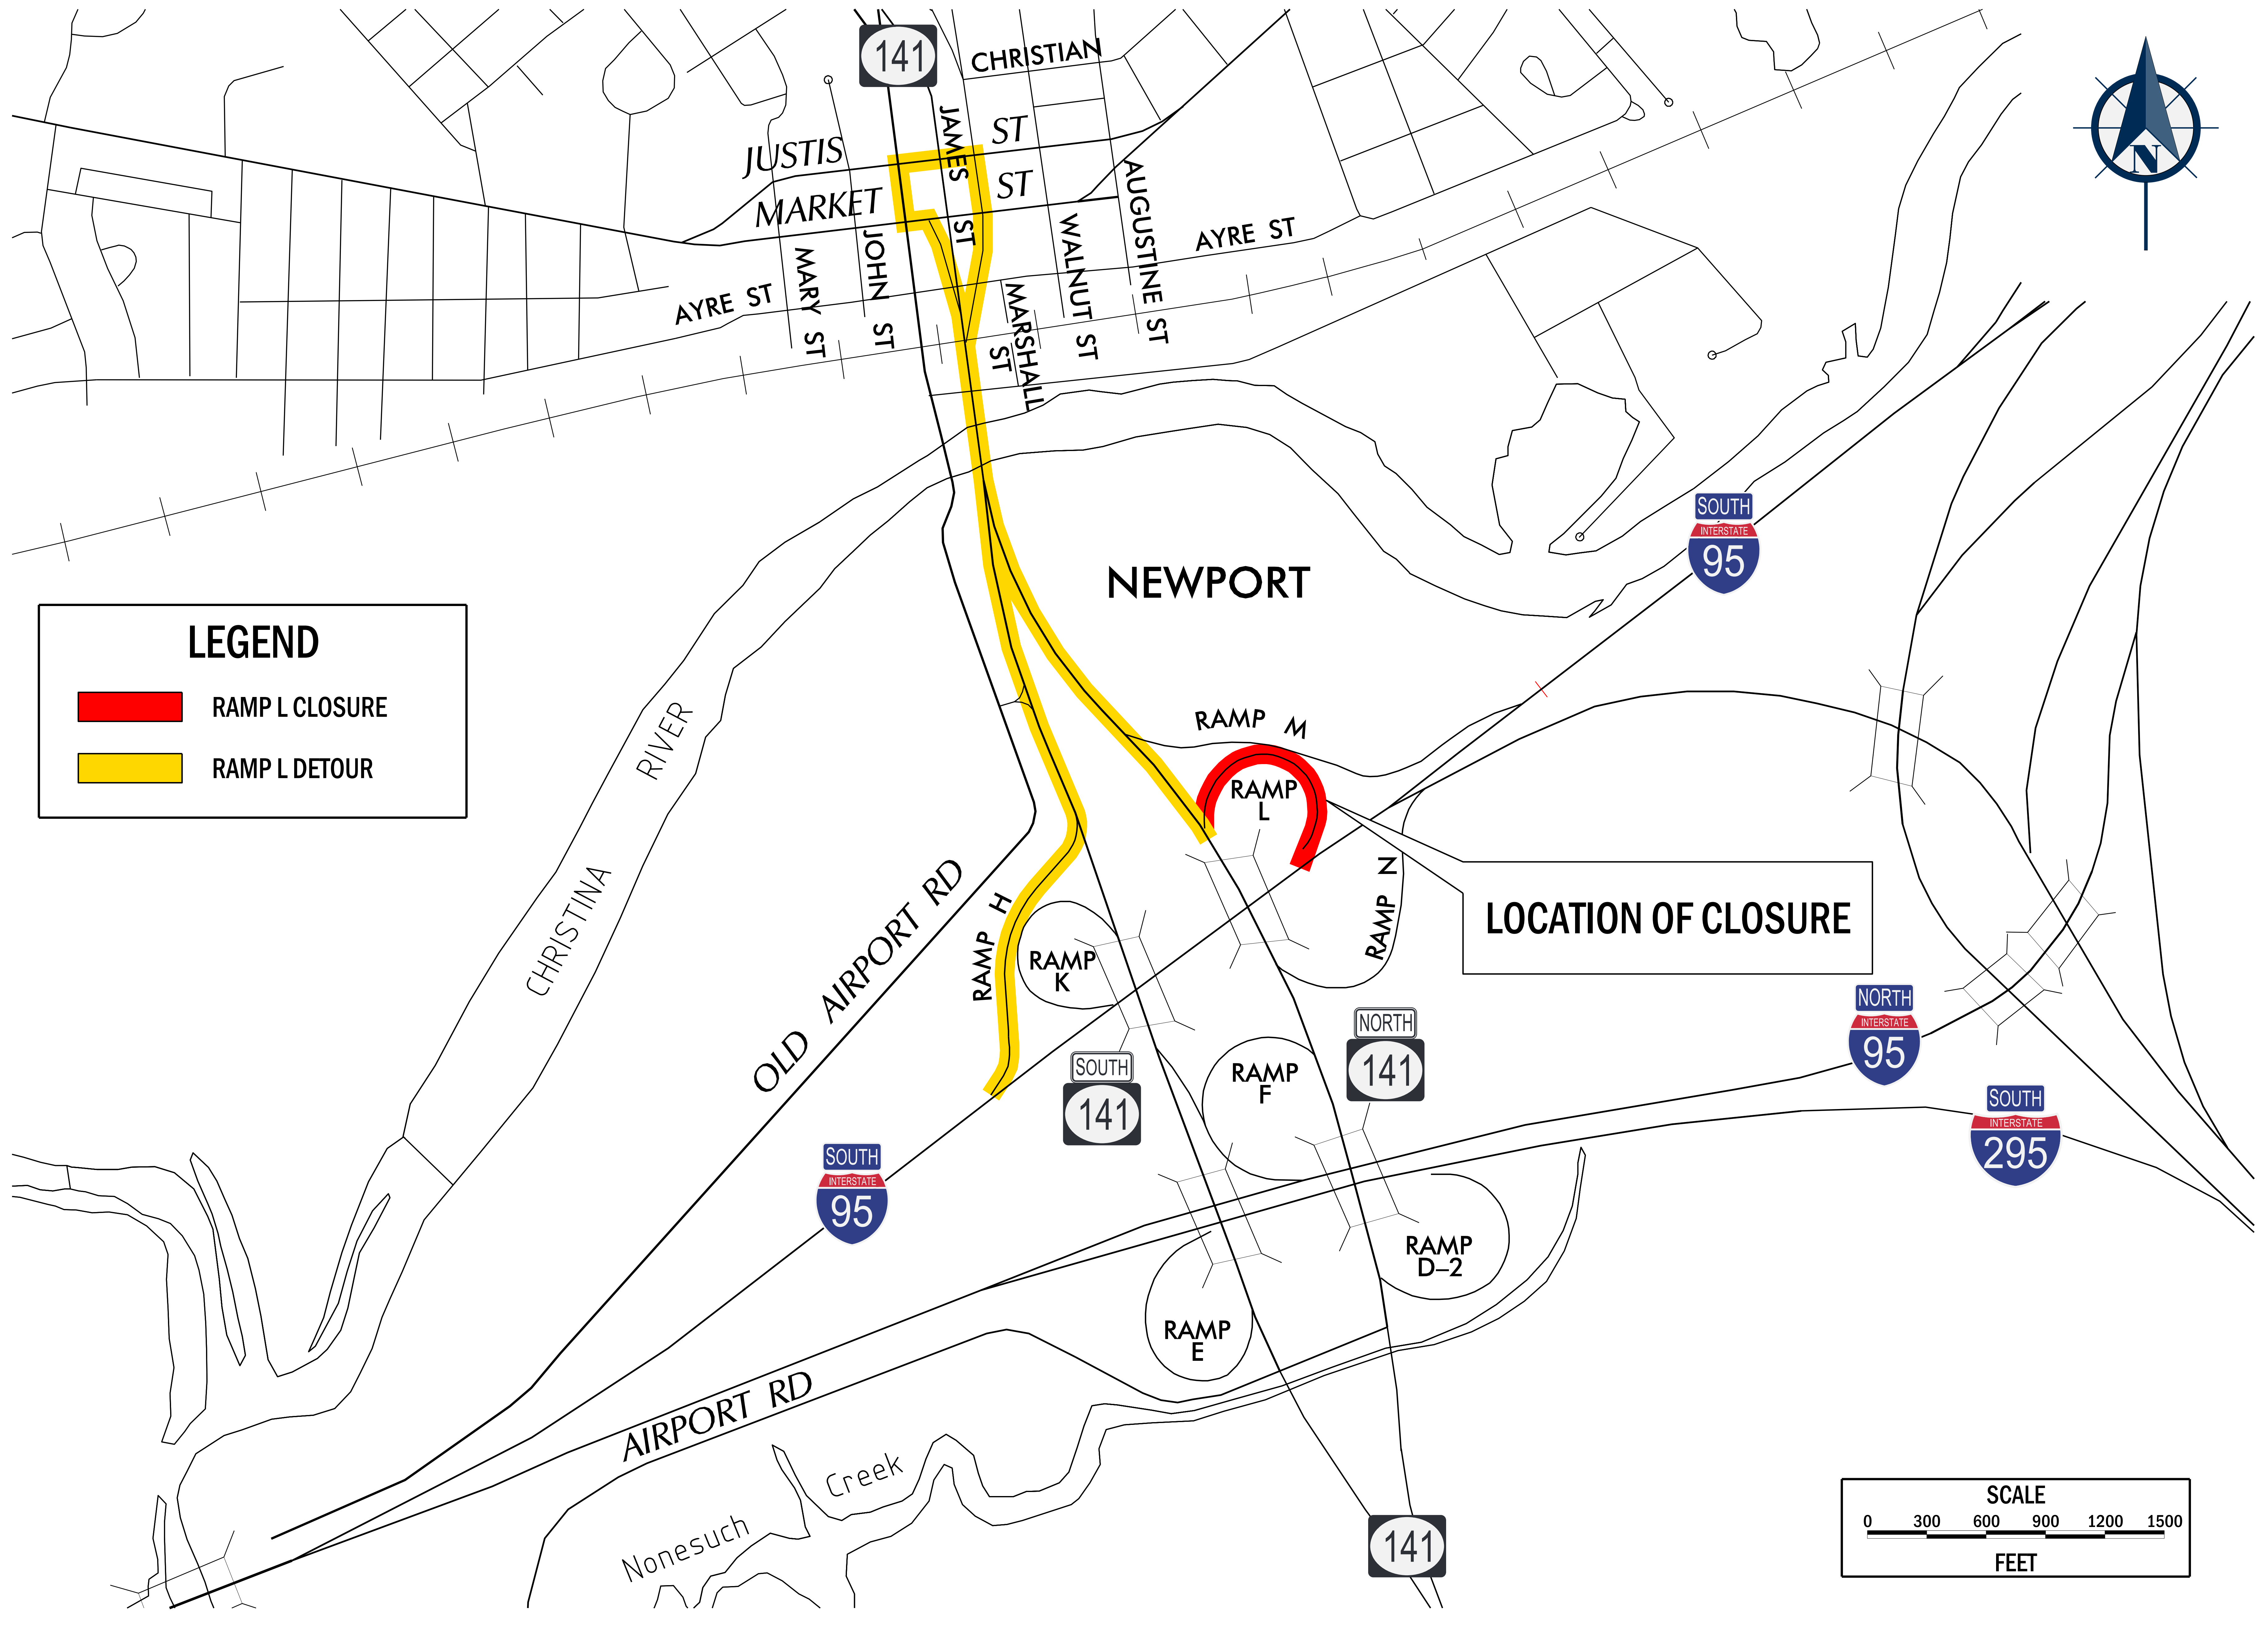 141
CHRISTIAN
JAMES ST
JUSTIS ST
MARKET ST
AUGUSTINE ST
WALNUT ST
AYRE ST
MARY ST
JOHN ST
AYRE ST
MARSHALL ST
N
SOUTH
INTERSTATE
95
NEWPORT
LEGEND
RAMP L CLOSURE
RAMP L DETOUR
CHRISTINA RIVER
RAMP M
RAMP
L
RAMP N
LOCATION OF CLOSURE
OLD AIRPORT RD
RAMP H
RAMP
K
SOUTH
141
NORTH
141
RAMP
F
NORTH
INTERSTATE
95
SOUTH
INTERSTATE
295
SOUTH
INTERSTATE
95
RAMP
D-2
RAMP
E
AIRPORT RD
Nonesuch Creek
141
SCALE
0 300 600 900 1200 1500
FEET